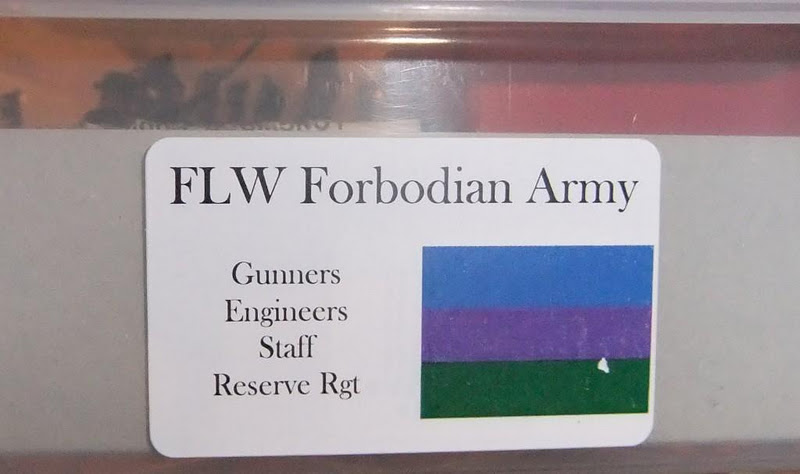 FLW Forbodian Army
Gunners
Engineers
Staff
Reserve Rgt